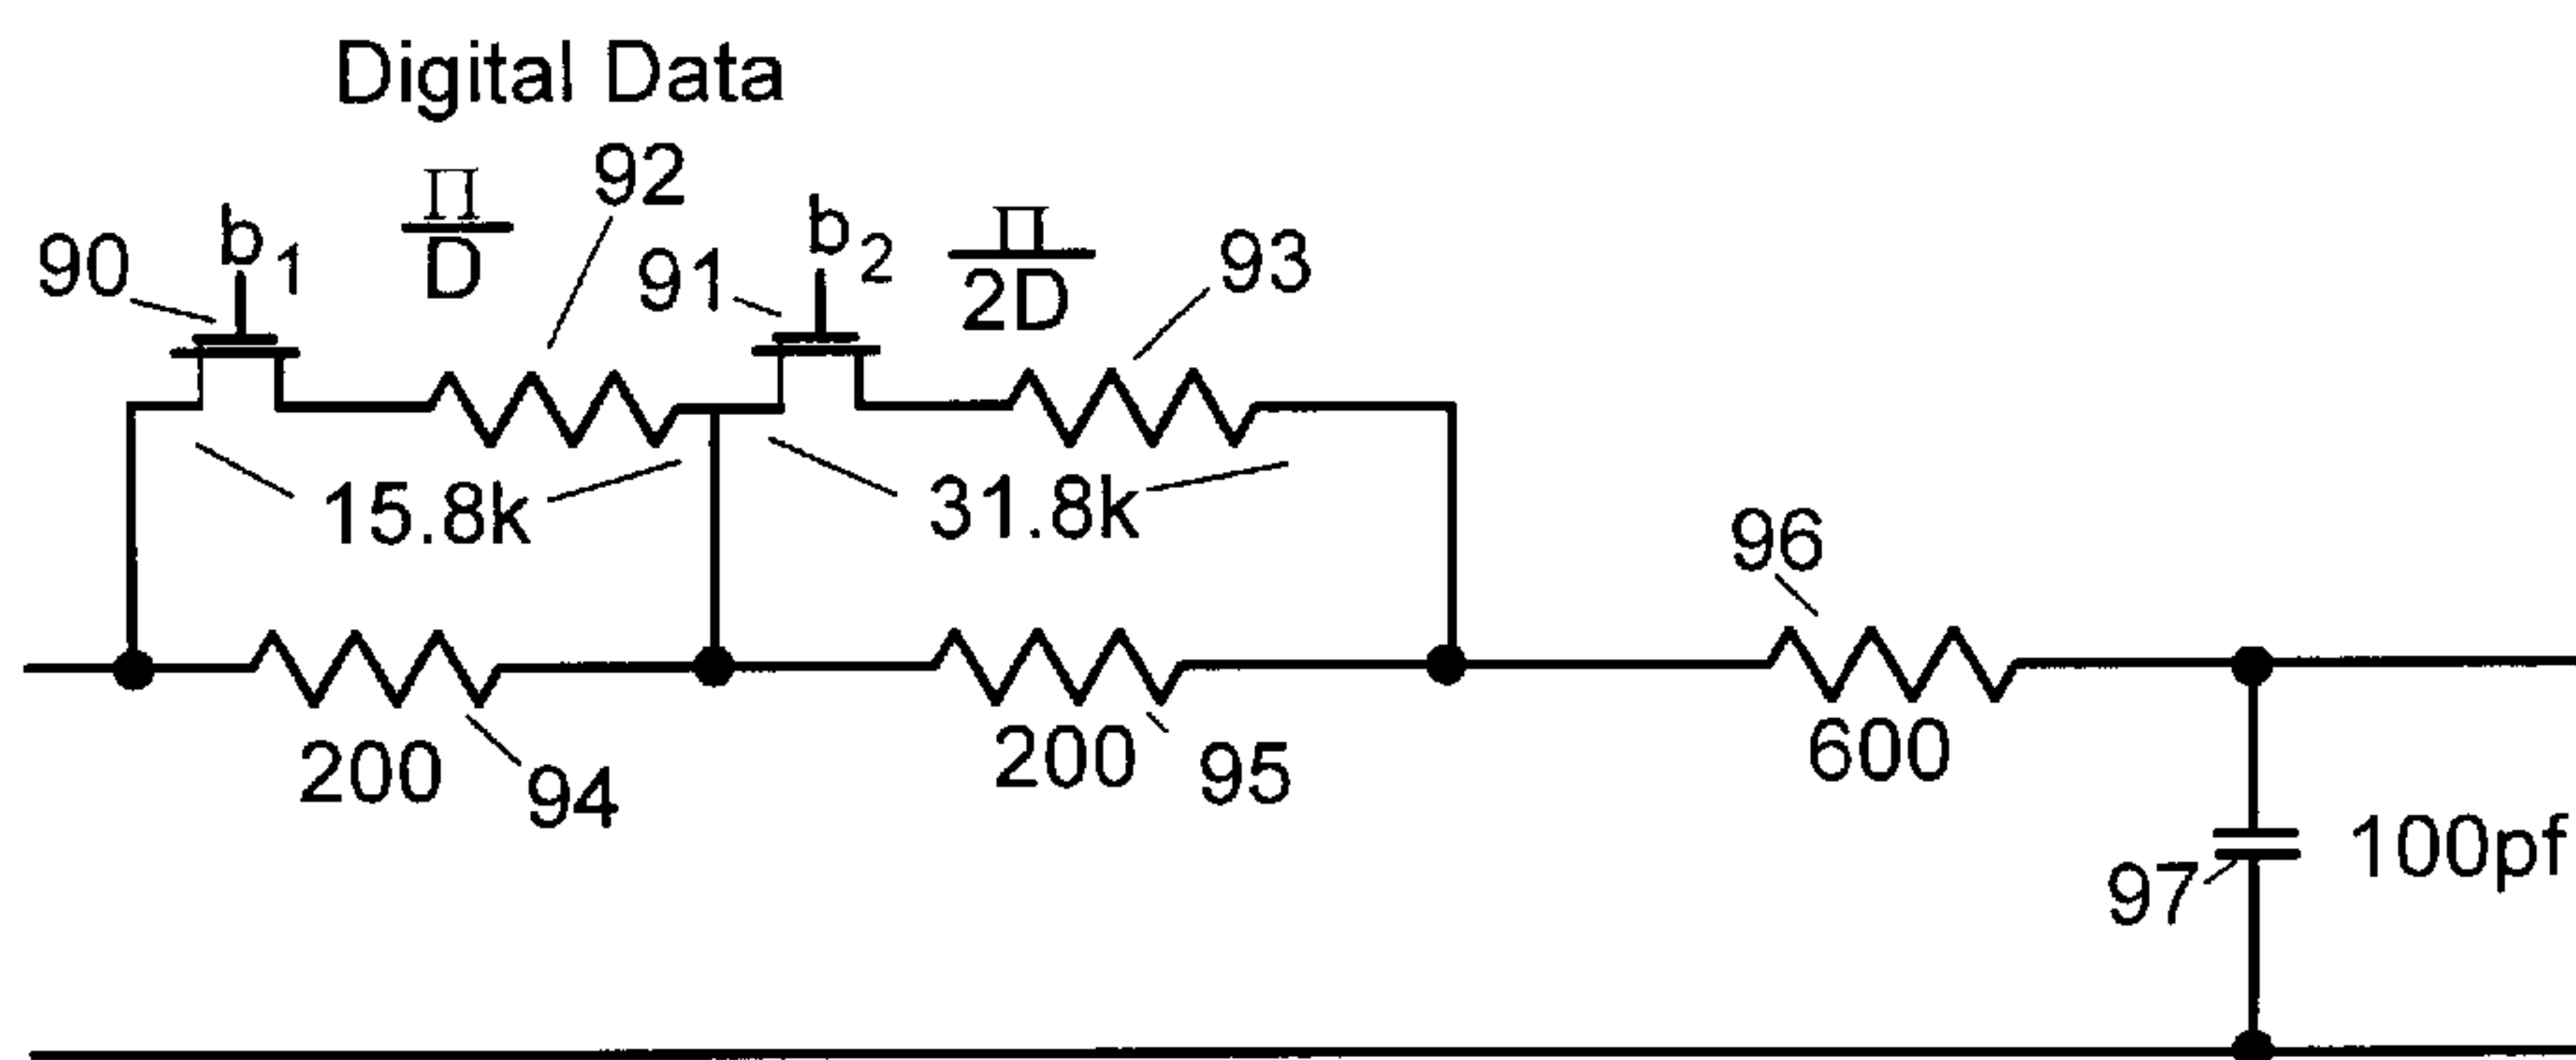 Digital Data
90
b1
Π
D
92
91
b2
Π
2D
93
15.8k
31.8k
96
200
94
200
95
600
97
100pf